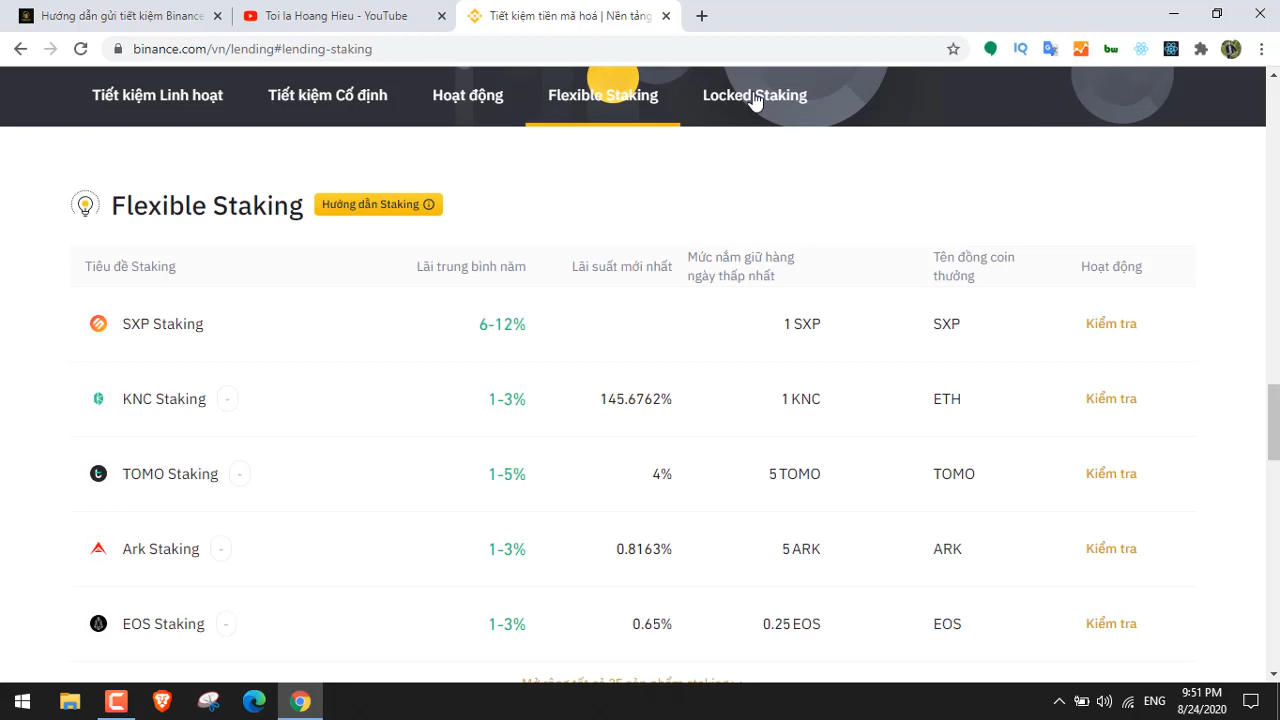 Hướng dẫn gửi tiết kiệm Binance
Toi la Hoang Hieu - YouTube
Tiết kiệm tiền mã hoá | Nền tảng
binance.com/vn/lending#lending-staking
IQ
bw
Tiết kiệm Linh hoạt
Tiết kiệm Cố định
Hoạt động
Flexible Staking
Locked Staking
Flexible Staking
Hướng dẫn Staking
Tiêu đề Staking
Lãi trung bình năm
Lãi suất mới nhất
Mức nắm giữ hàng
ngày thấp nhất
Tên đồng coin
thưởng
Hoạt động
SXP Staking 6-12% 1 SXP SXP Kiểm tra
KNC Staking - 1-3% 145.6762% 1 KNC ETH Kiểm tra
TOMO Staking - 1-5% 4% 5 TOMO TOMO Kiểm tra
Ark Staking - 1-3% 0.8163% 5 ARK ARK Kiểm tra
EOS Staking - 1-3% 0.65% 0.25 EOS EOS Kiểm tra
ENG
9:51 PM
8/24/2020